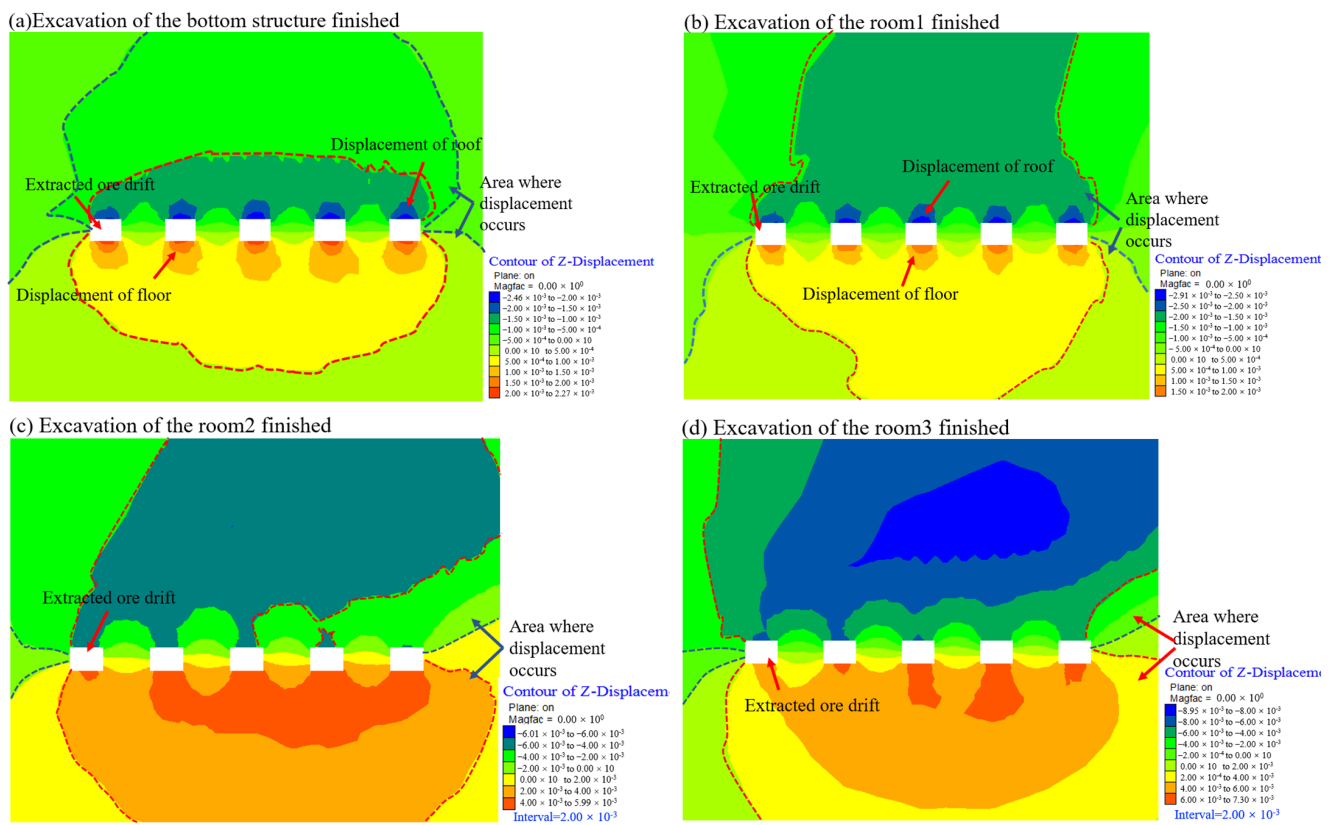 (a)Excavation of the bottom structure finished
Displacement of roof
Extracted ore drift
Area where
displacement
occurs
Displacement of floor
Contour of Z-Displacement
Plane: on
Magfac = 0.00 × 10⁰
−2.46 × 10⁻³ to −2.00 × 10⁻³
−2.00 × 10⁻³ to −1.50 × 10⁻³
−1.50 × 10⁻³ to −1.00 × 10⁻³
−1.00 × 10⁻³ to −5.00 × 10⁻⁴
−5.00 × 10⁻⁴ to 0.00 × 10
0.00 × 10 to 5.00 × 10⁻⁴
5.00 × 10⁻⁴ to 1.00 × 10⁻³
1.00 × 10⁻³ to 1.50 × 10⁻³
1.50 × 10⁻³ to 2.00 × 10⁻³
2.00 × 10⁻³ to 2.27 × 10⁻³
(b) Excavation of the room1 finished
Displacement of roof
Extracted ore drift
Area where
displacement
occurs
Displacement of floor
Contour of Z-Displacement
Plane: on
Magfac = 0.00 × 10⁰
−2.91 × 10⁻³ to −2.50 × 10⁻³
−2.50 × 10⁻³ to −2.00 × 10⁻³
−2.00 × 10⁻³ to −1.50 × 10⁻³
−1.50 × 10⁻³ to −1.00 × 10⁻³
−1.00 × 10⁻³ to −5.00 × 10⁻⁴
− 5.00 × 10⁻⁴ to 0.00 × 10
0.00 × 10 to 5.00 × 10⁻⁴
5.00 × 10⁻⁴ to 1.00 × 10⁻³
1.00 × 10⁻³ to 1.50 × 10⁻³
1.50 × 10⁻³ to 2.00 × 10⁻³
(c) Excavation of the room2 finished
Extracted ore drift
Area where
displacement
occurs
Contour of Z-Displacem
Plane: on
Magfac = 0.00 × 10⁰
−6.01 × 10⁻³ to −6.00 × 10⁻³
−6.00 × 10⁻³ to −4.00 × 10⁻³
−4.00 × 10⁻³ to −2.00 × 10⁻³
−2.00 × 10⁻³ to 0.00 × 10
0.00 × 10 to 2.00 × 10⁻³
2.00 × 10⁻³ to 4.00 × 10⁻³
4.00 × 10⁻³ to 5.99 × 10⁻³
Interval=2.00 × 10⁻³
(d) Excavation of the room3 finished
Area where
displacement
occurs
Extracted ore drift
Contour of Z-Displacement
Plane: on
Magfac = 0.00 × 10⁰
−8.95 × 10⁻³ to −8.00 × 10⁻³
−8.00 × 10⁻³ to −6.00 × 10⁻³
−6.00 × 10⁻³ to −4.00 × 10⁻³
−4.00 × 10⁻³ to −2.00 × 10⁻³
−2.00 × 10⁻⁴ to 0.00 × 10
0.00 × 10 to 2.00 × 10⁻³
2.00 × 10⁻⁴ to 4.00 × 10⁻³
4.00 × 10⁻³ to 6.00 × 10⁻³
6.00 × 10⁻³ to 7.30 × 10⁻³
Interval=2.00 × 10⁻³